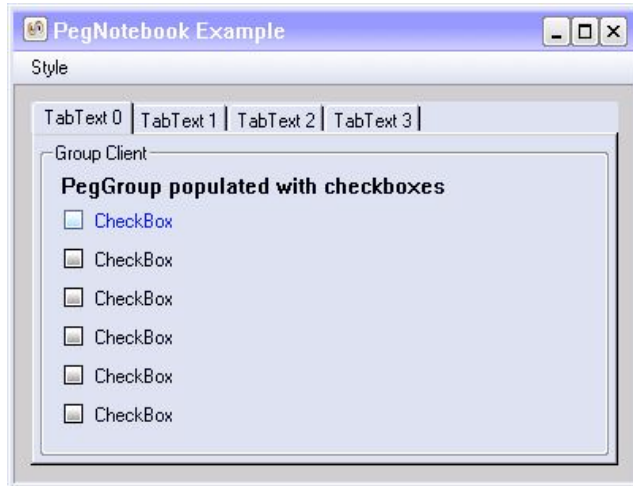 PegNotebook Example
Style
TabText 0 TabText 1 TabText 2 TabText 3
Group Client
PegGroup populated with checkboxes
CheckBox
CheckBox
CheckBox
CheckBox
CheckBox
CheckBox